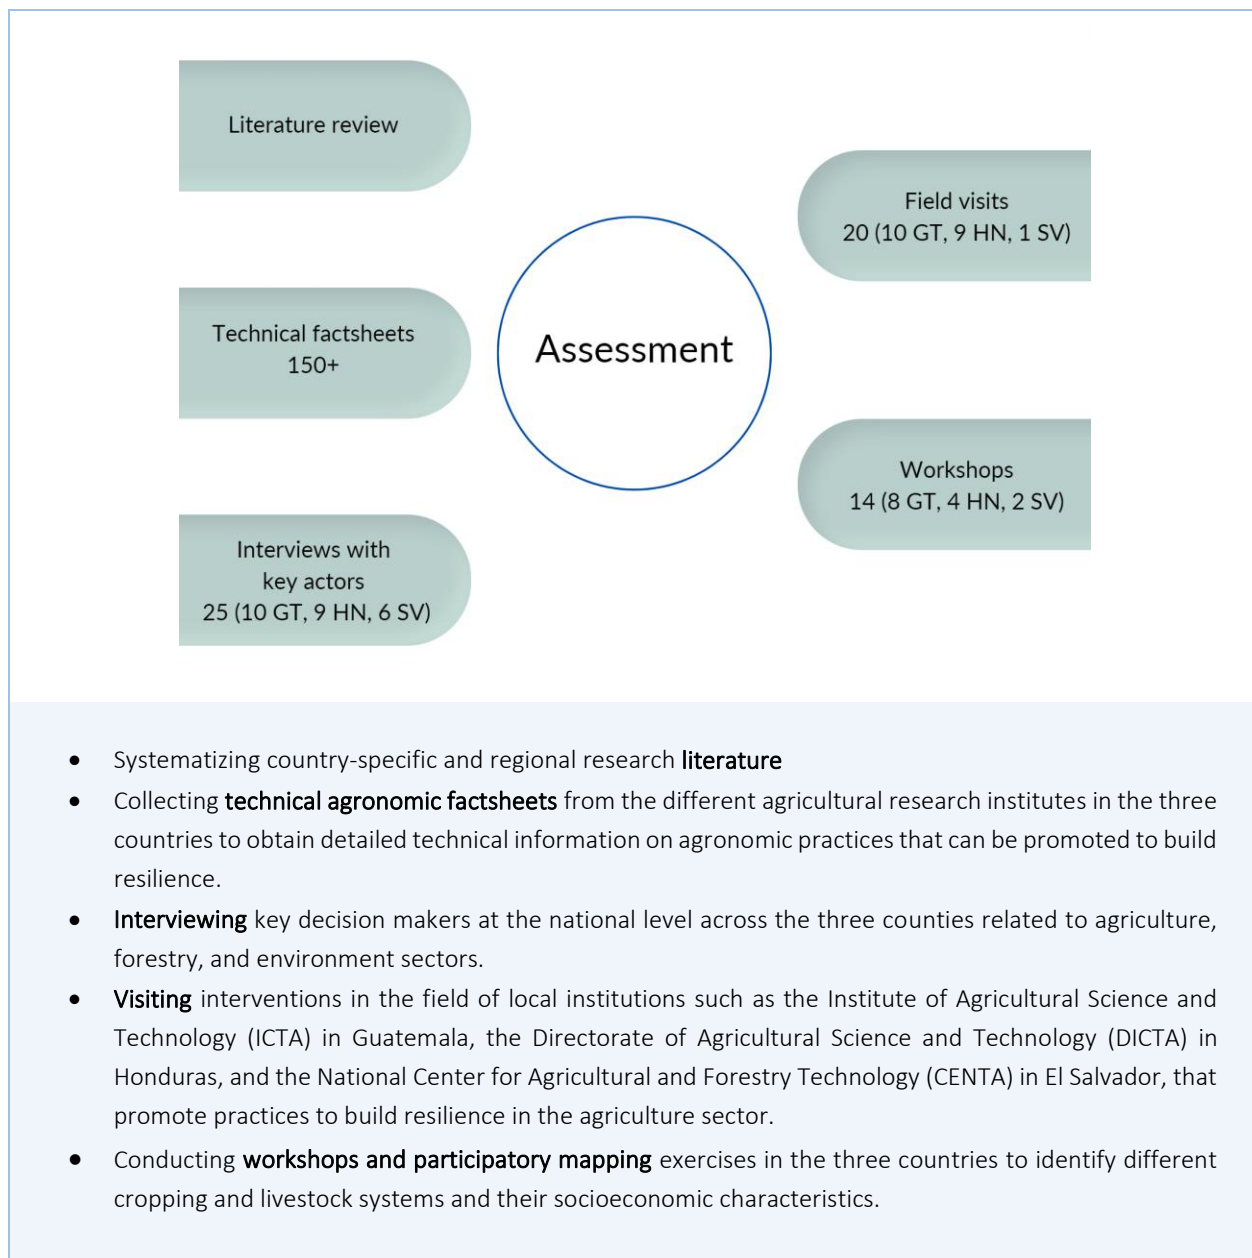 Literature review
Technical factsheets
150+
Interviews with
key actors
25 (10 GT, 9 HN, 6 SV)
Assessment
Field visits
20 (10 GT, 9 HN, 1 SV)
Workshops
14 (8 GT, 4 HN, 2 SV)
• Systematizing country-specific and regional research literature
• Collecting technical agronomic factsheets from the different agricultural research institutes in the three
countries to obtain detailed technical information on agronomic practices that can be promoted to build
resilience.
• Interviewing key decision makers at the national level across the three counties related to agriculture,
forestry, and environment sectors.
• Visiting interventions in the field of local institutions such as the Institute of Agricultural Science and
Technology (ICTA) in Guatemala, the Directorate of Agricultural Science and Technology (DICTA) in
Honduras, and the National Center for Agricultural and Forestry Technology (CENTA) in El Salvador, that
promote practices to build resilience in the agriculture sector.
• Conducting workshops and participatory mapping exercises in the three countries to identify different
cropping and livestock systems and their socioeconomic characteristics.